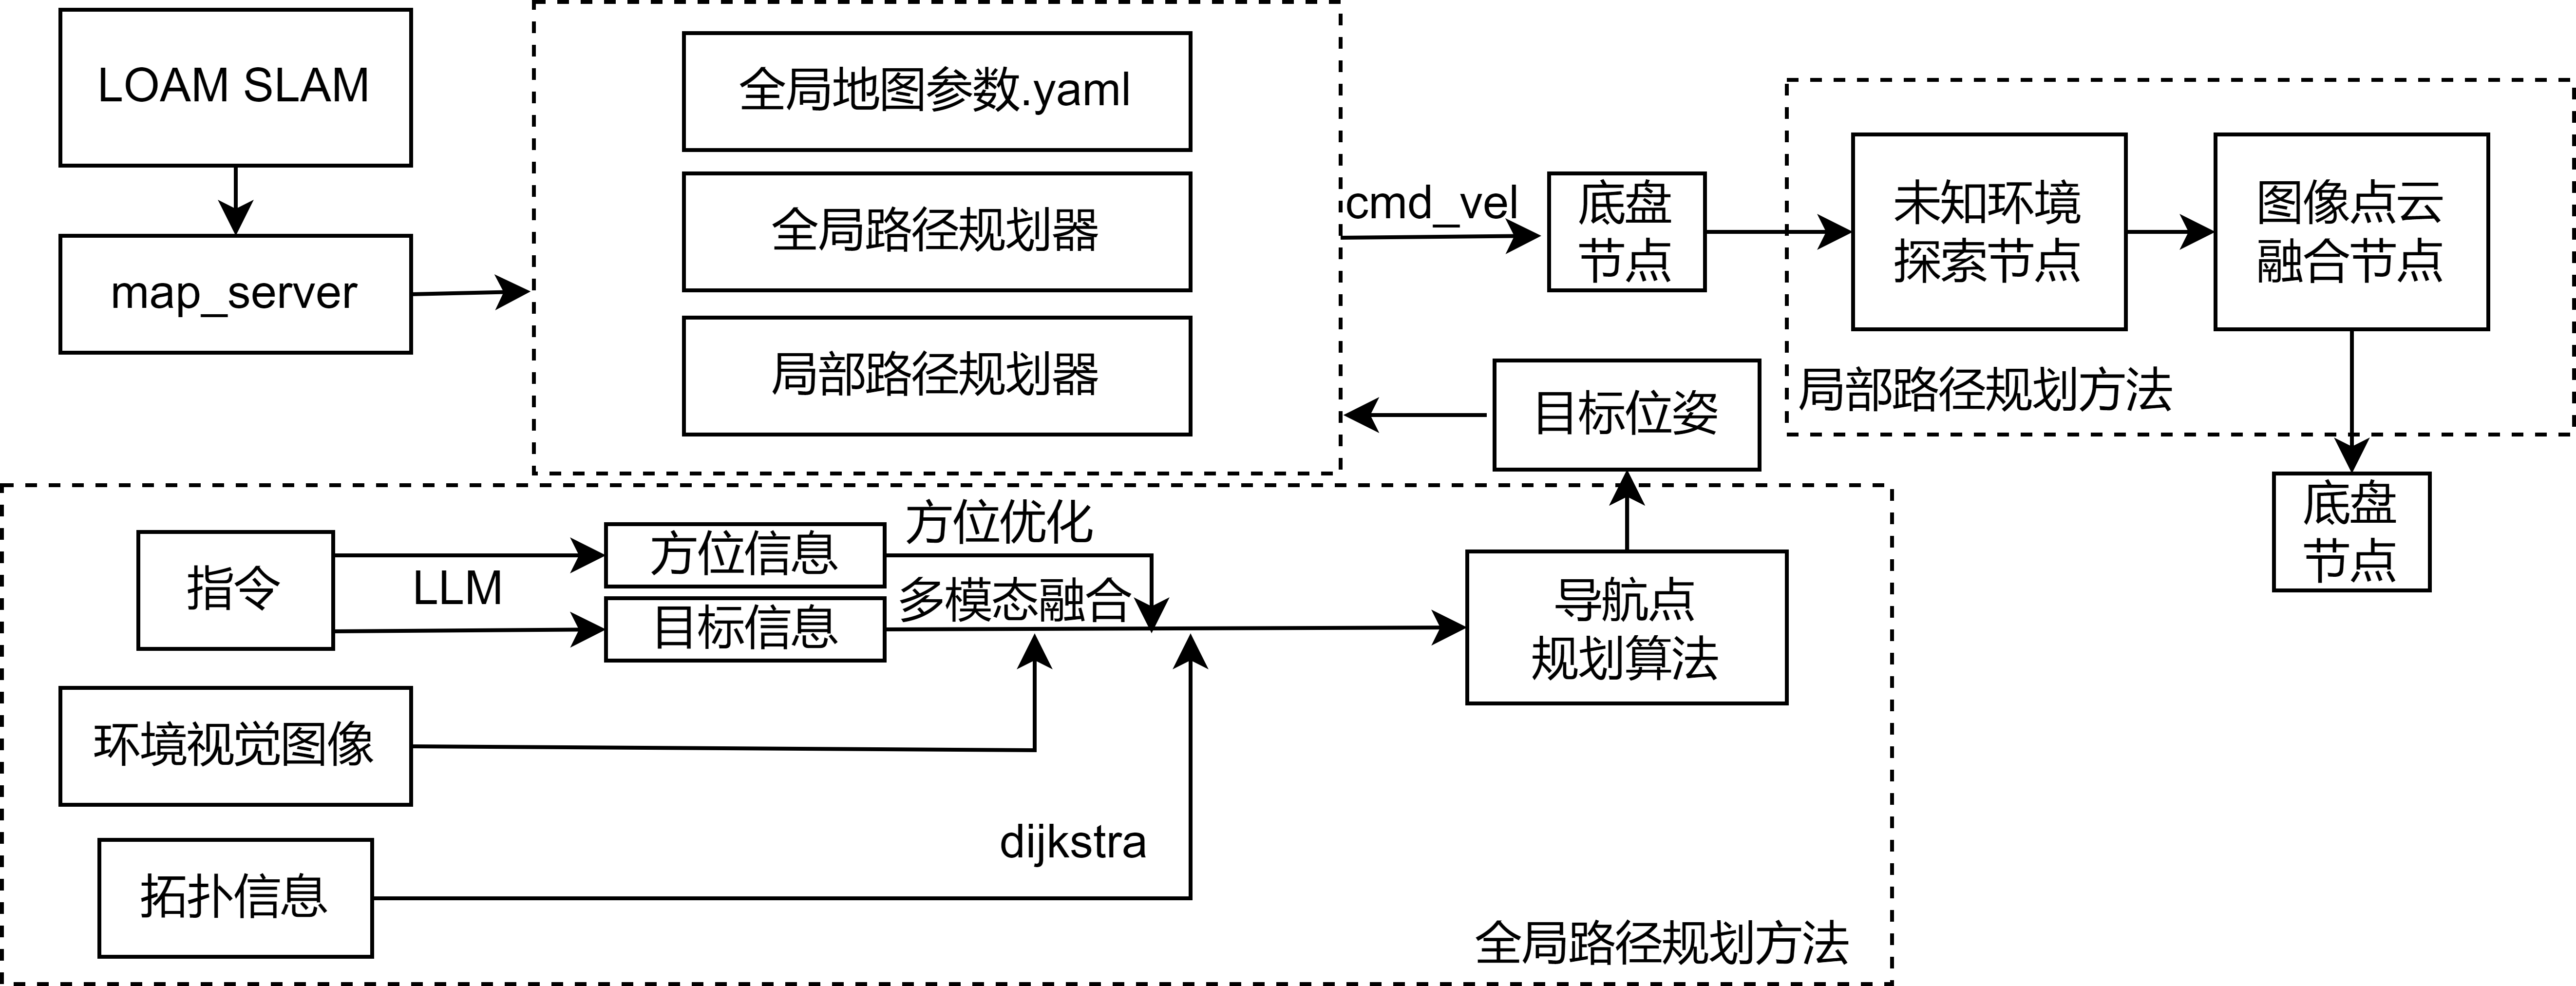 LOAM SLAM
map_server
全局地图参数.yaml
全局路径规划器
局部路径规划器
cmd_vel
底盘
节点
未知环境
探索节点
图像点云
融合节点
局部路径规划方法
目标位姿
底盘
节点
指令
LLM
方位信息
目标信息
方位优化
多模态融合
导航点
规划算法
环境视觉图像
拓扑信息
dijkstra
全局路径规划方法